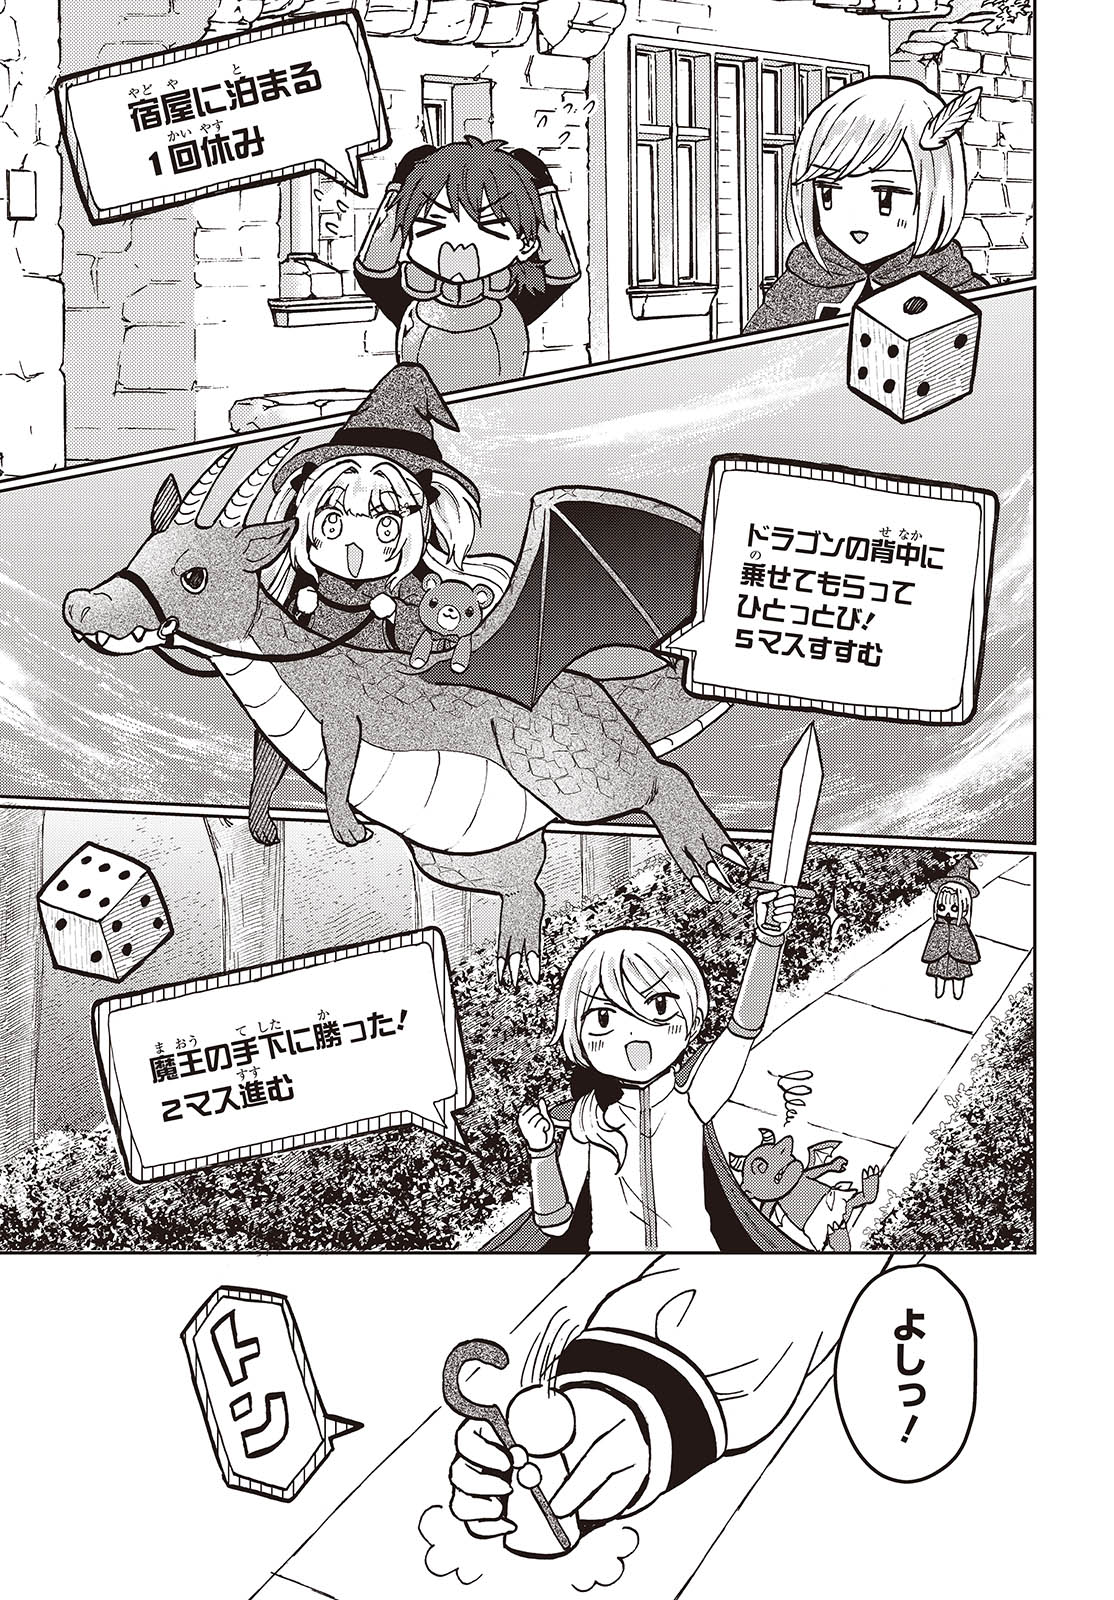 宿屋に泊まる
1回休み
ドラゴンの背中に
乗せてもらって
ひとっとび!
5マスすすむ
魔王の手下に勝った!
2マス進む
よしっ!
トン